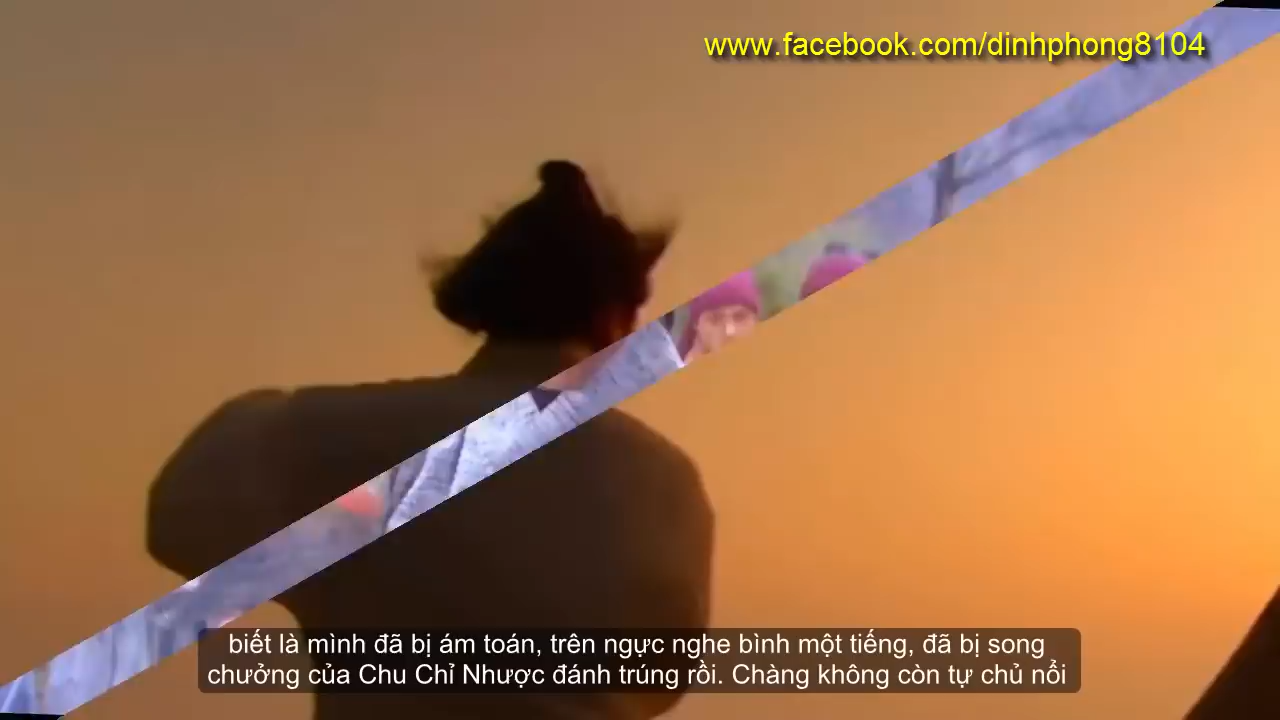 www.facebook.com/dinhphong8104
biết là mình đã bị ám toán, trên ngực nghe bình một tiếng, đã bị song
chưởng của Chu Chỉ Nhược đánh trúng rồi. Chàng không còn tự chủ nổi